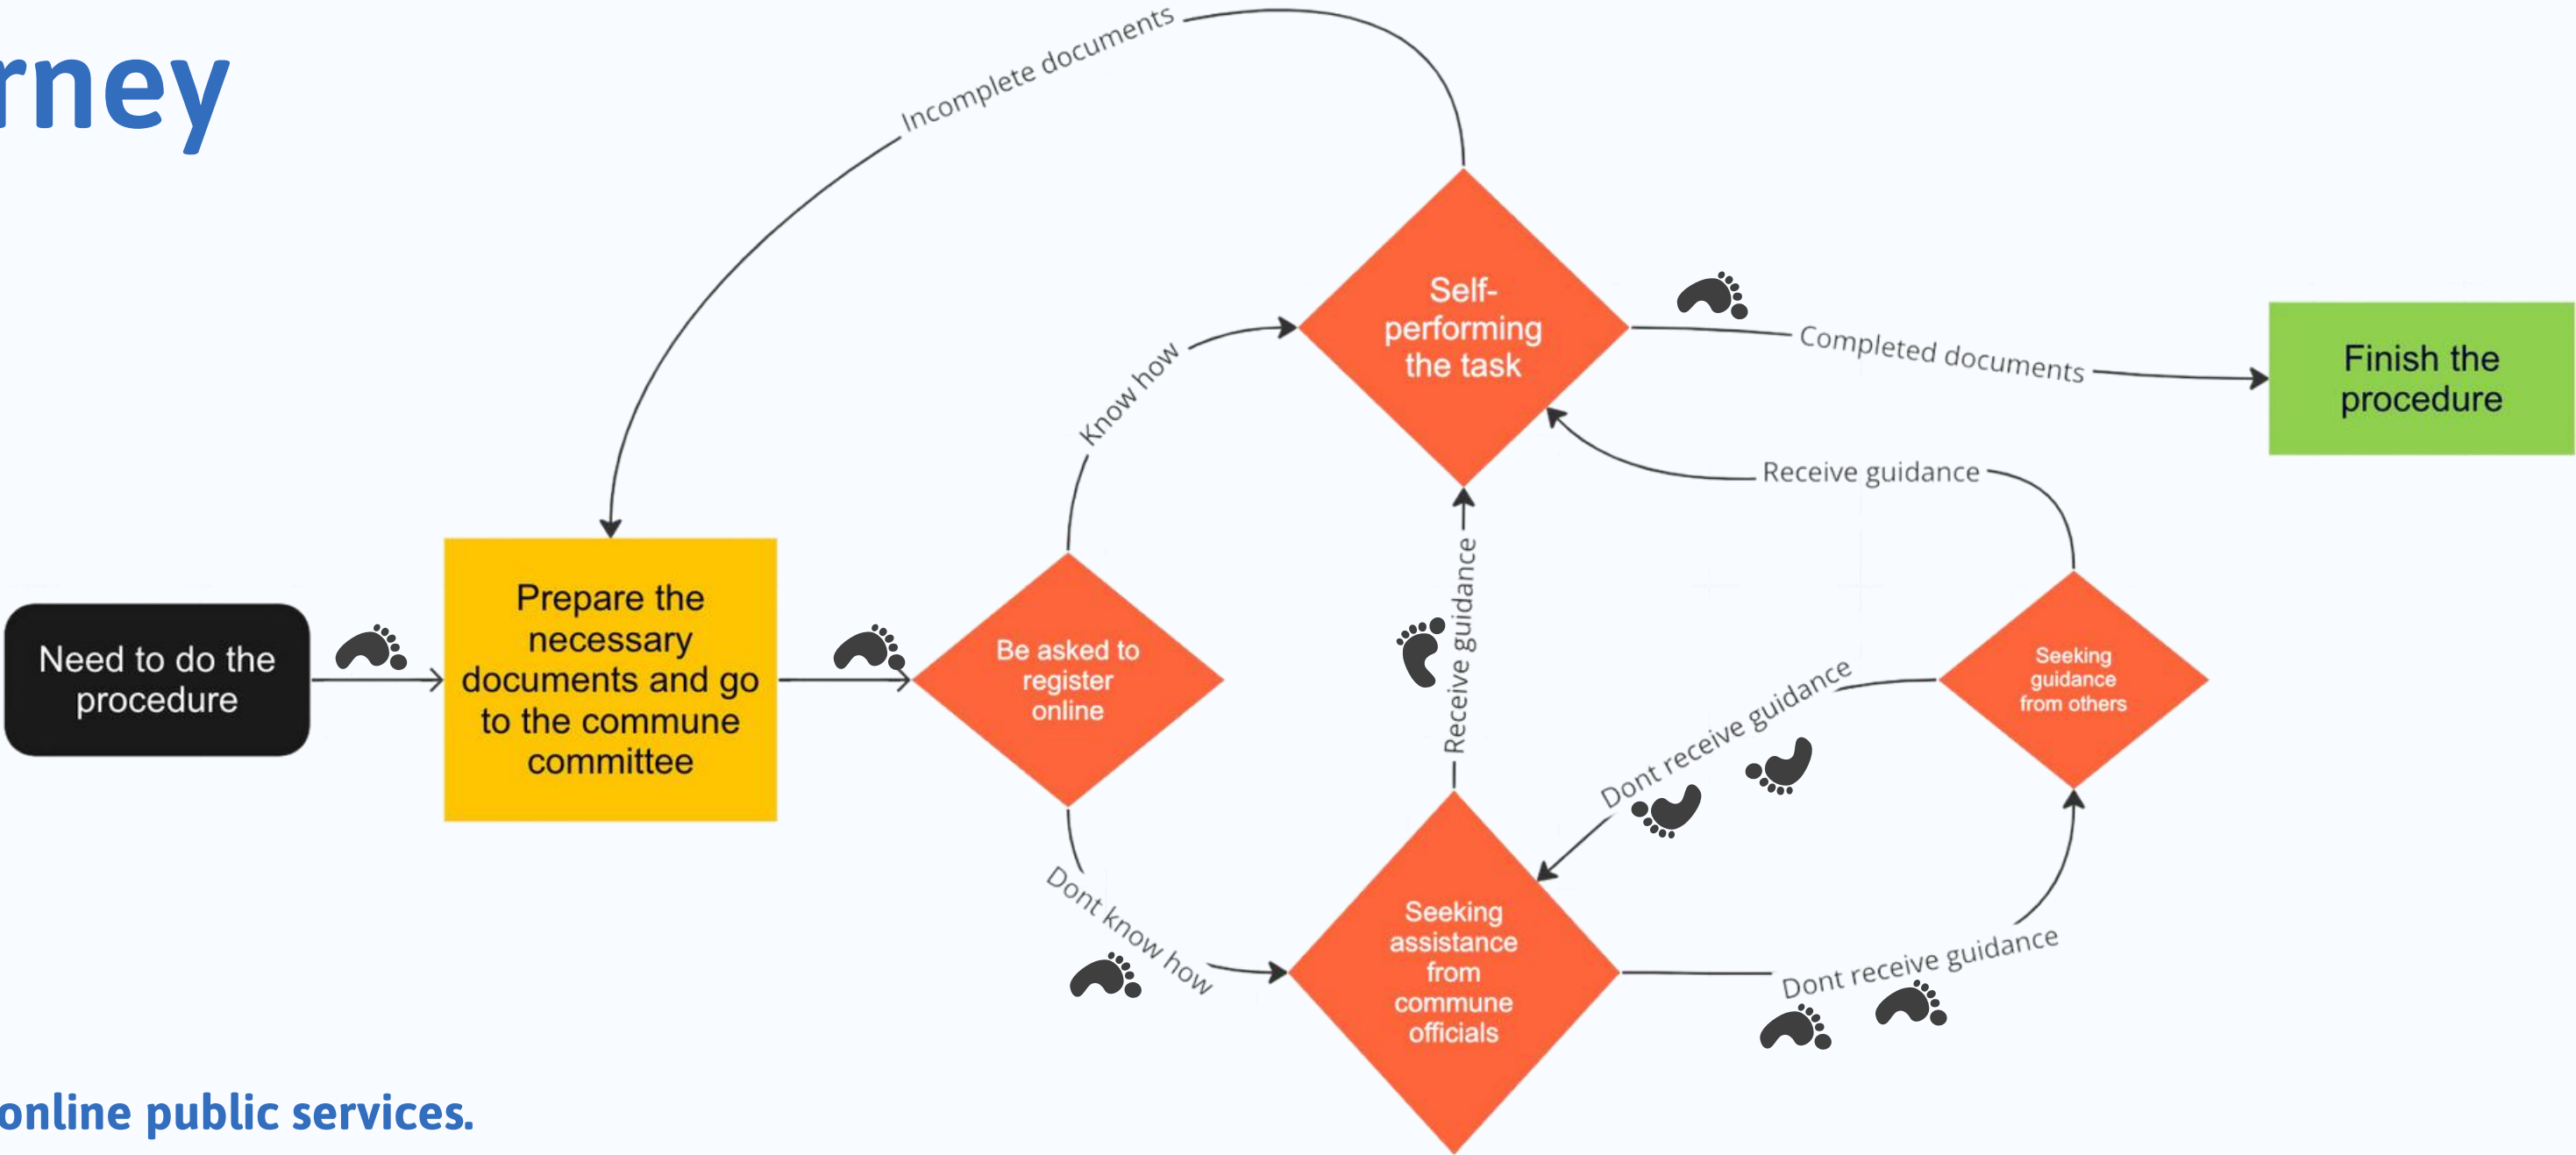 rney
Incomplete documents
Self-
performing
the task
Know how
Completed documents
Finish the
procedure
Receive guidance
Receive guidance
Need to do the
procedure
Prepare the
necessary
documents and go
to the commune
committee
Be asked to
register
online
Seeking
guidance
from others
Dont receive guidance
Dont know how
Seeking
assistance
from
commune
officials
Dont receive guidance
online public services.